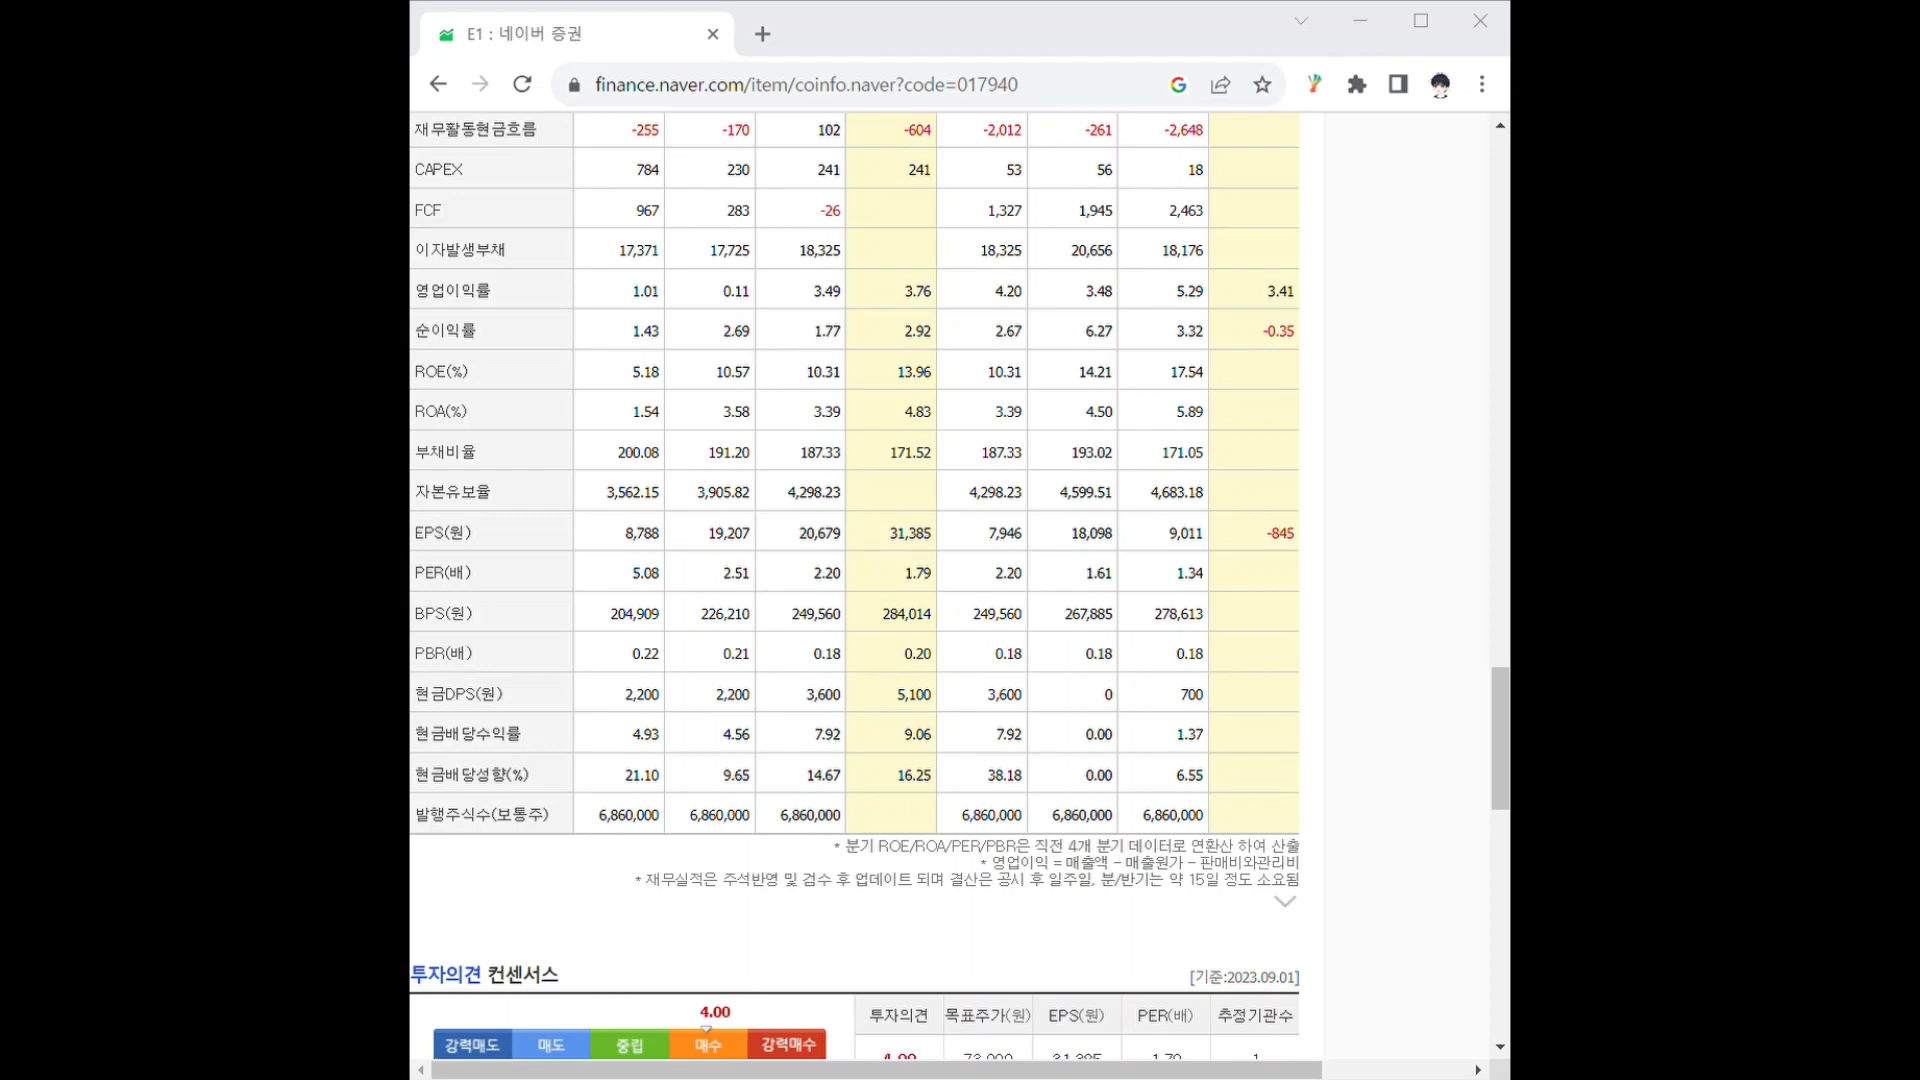 E1 : 네이버 증권
finance.naver.com/item/coinfo.naver?code=017940
재무활동현금흐름 -255 -170 102 -604 -2,012 -261 -2,648
CAPEX 784 230 241 241 53 56 18
FCF 967 283 -26 1,327 1,945 2,463
이자발생부채 17,371 17,725 18,325 18,325 20,656 18,176
영업이익률 1.01 0.11 3.49 3.76 4.20 3.48 5.29 3.41
순이익률 1.43 2.69 1.77 2.92 2.67 6.27 3.32 -0.35
ROE(%) 5.18 10.57 10.31 13.96 10.31 14.21 17.54
ROA(%) 1.54 3.58 3.39 4.83 3.39 4.50 5.89
부채비율 200.08 191.20 187.33 171.52 187.33 193.02 171.05
자본유보율 3,562.15 3,905.82 4,298.23 4,298.23 4,599.51 4,683.18
EPS(원) 8,788 19,207 20,679 31,385 7,946 18,098 9,011 -845
PER(배) 5.08 2.51 2.20 1.79 2.20 1.61 1.34
BPS(원) 204,909 226,210 249,560 284,014 249,560 267,885 278,613
PBR(배) 0.22 0.21 0.18 0.20 0.18 0.18 0.18
현금DPS(원) 2,200 2,200 3,600 5,100 3,600 0 700
현금배당수익률 4.93 4.56 7.92 9.06 7.92 0.00 1.37
현금배당성향(%) 21.10 9.65 14.67 16.25 38.18 0.00 6.55
발행주식수(보통주) 6,860,000 6,860,000 6,860,000 6,860,000 6,860,000 6,860,000
* 분기 ROE/ROA/PER/PBR은 직전 4개 분기 데이터로 연환산 하여 산출
* 영업이익 = 매출액 - 매출원가 - 판매비와관리비
* 재무실적은 주석반영 및 검수 후 업데이트 되며 결산은 공시 후 일주일, 분/반기는 약 15일 정도 소요됨
투자의견 컨센서스 [기준:2023.09.01]
4.00
강력매도 매도 중립 매수 강력매수
투자의견 목표주가(원) EPS(원) PER(배) 추정기관수
4.00 73,000 31,385 1.79 1